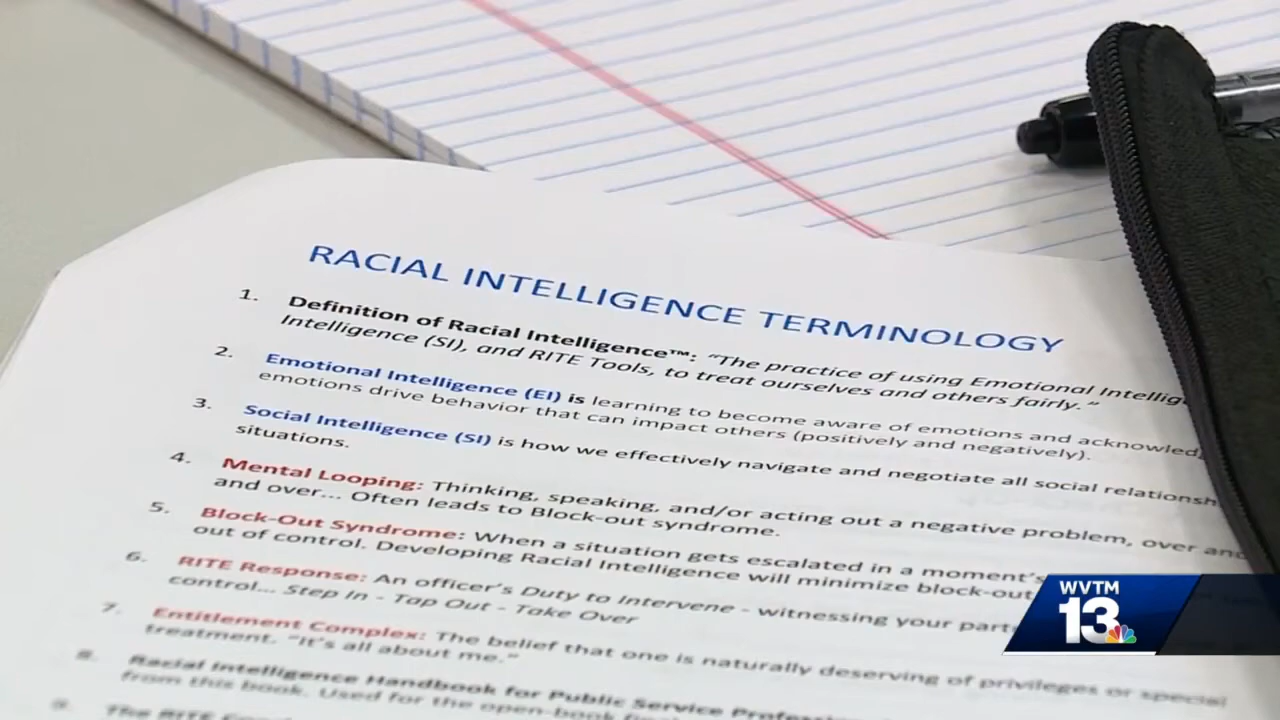 RACIAL INTELLIGENCE TERMINOLOGY
1. Definition of Racial Intelligence™: “The practice of using Emotional
Intelligence (SI), and RITE Tools, to treat ourselves and others fairly.”
2. Emotional Intelligence (EI) is learning to become aware of emotions and
emotions drive behavior that can impact others (positively and negatively).
3. Social Intelligence (SI) is how we effectively navigate and negotiate all social
situations.
4. Mental Looping: Thinking, speaking, and/or acting out a negative problem, over and
and over... Often leads to Block-out syndrome.
5. Block-Out Syndrome: When a situation gets escalated in a moment's
out of control. Developing Racial Intelligence will minimize block-out
6. RITE Response: An officer's Duty to Intervene - witnessing your
control... Step In - Tap Out - Take Over
7. Entitlement Complex: The belief that one is naturally deserving of privileges or special
treatment. “It's all about me.”
8. Racial Intelligence Handbook for Public Service
from this book. Used for the open-book
9. The RITE
WVTM
13